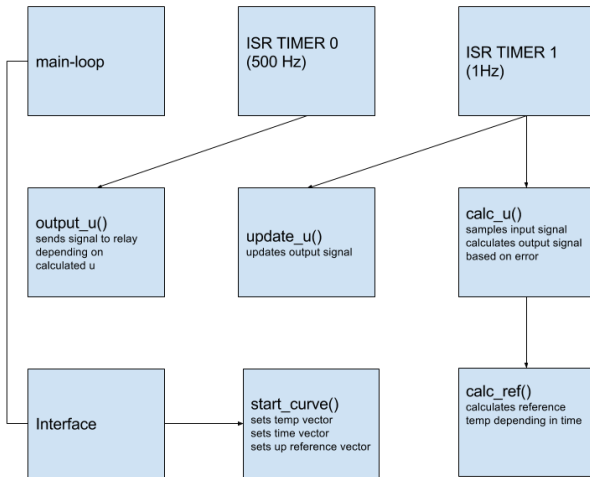 main-loop
ISR TIMER 0
(500 Hz)
ISR TIMER 1
(1Hz)
output_u()
sends signal to relay
depending on
calculated u
update_u()
updates output signal
calc_u()
samples input signal
calculates output signal
based on error
Interface
start_curve()
sets temp vector
sets time vector
sets up reference vector
calc_ref()
calculates reference
temp depending in time